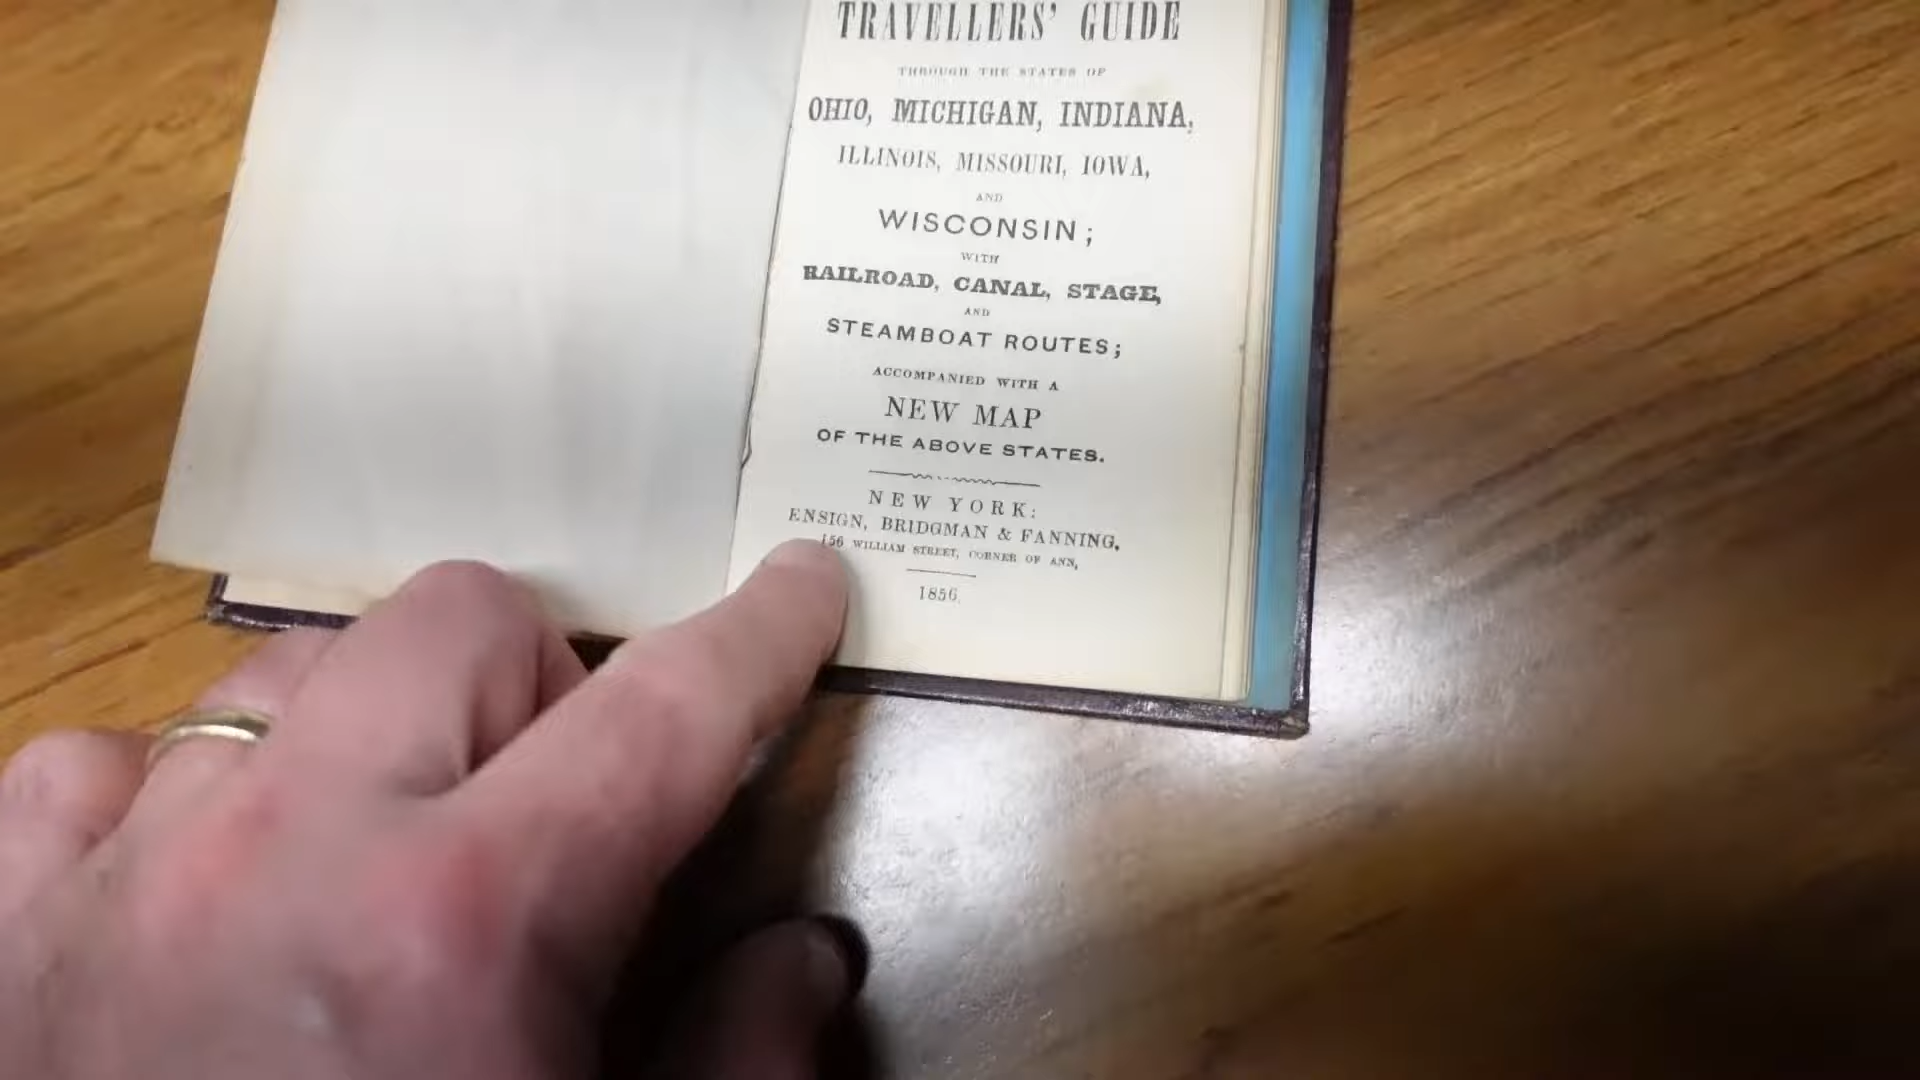 TRAVELLERS' GUIDE
THROUGH THE STATES OF
OHIO, MICHIGAN, INDIANA,
ILLINOIS, MISSOURI, IOWA,
AND
WISCONSIN;
WITH
RAILROAD, CANAL, STAGE,
AND
STEAMBOAT ROUTES;
ACCOMPANIED WITH A
NEW MAP
OF THE ABOVE STATES.
NEW YORK:
ENSIGN, BRIDGMAN & FANNING,
156 WILLIAM STREET, CORNER OF ANN,
1856.